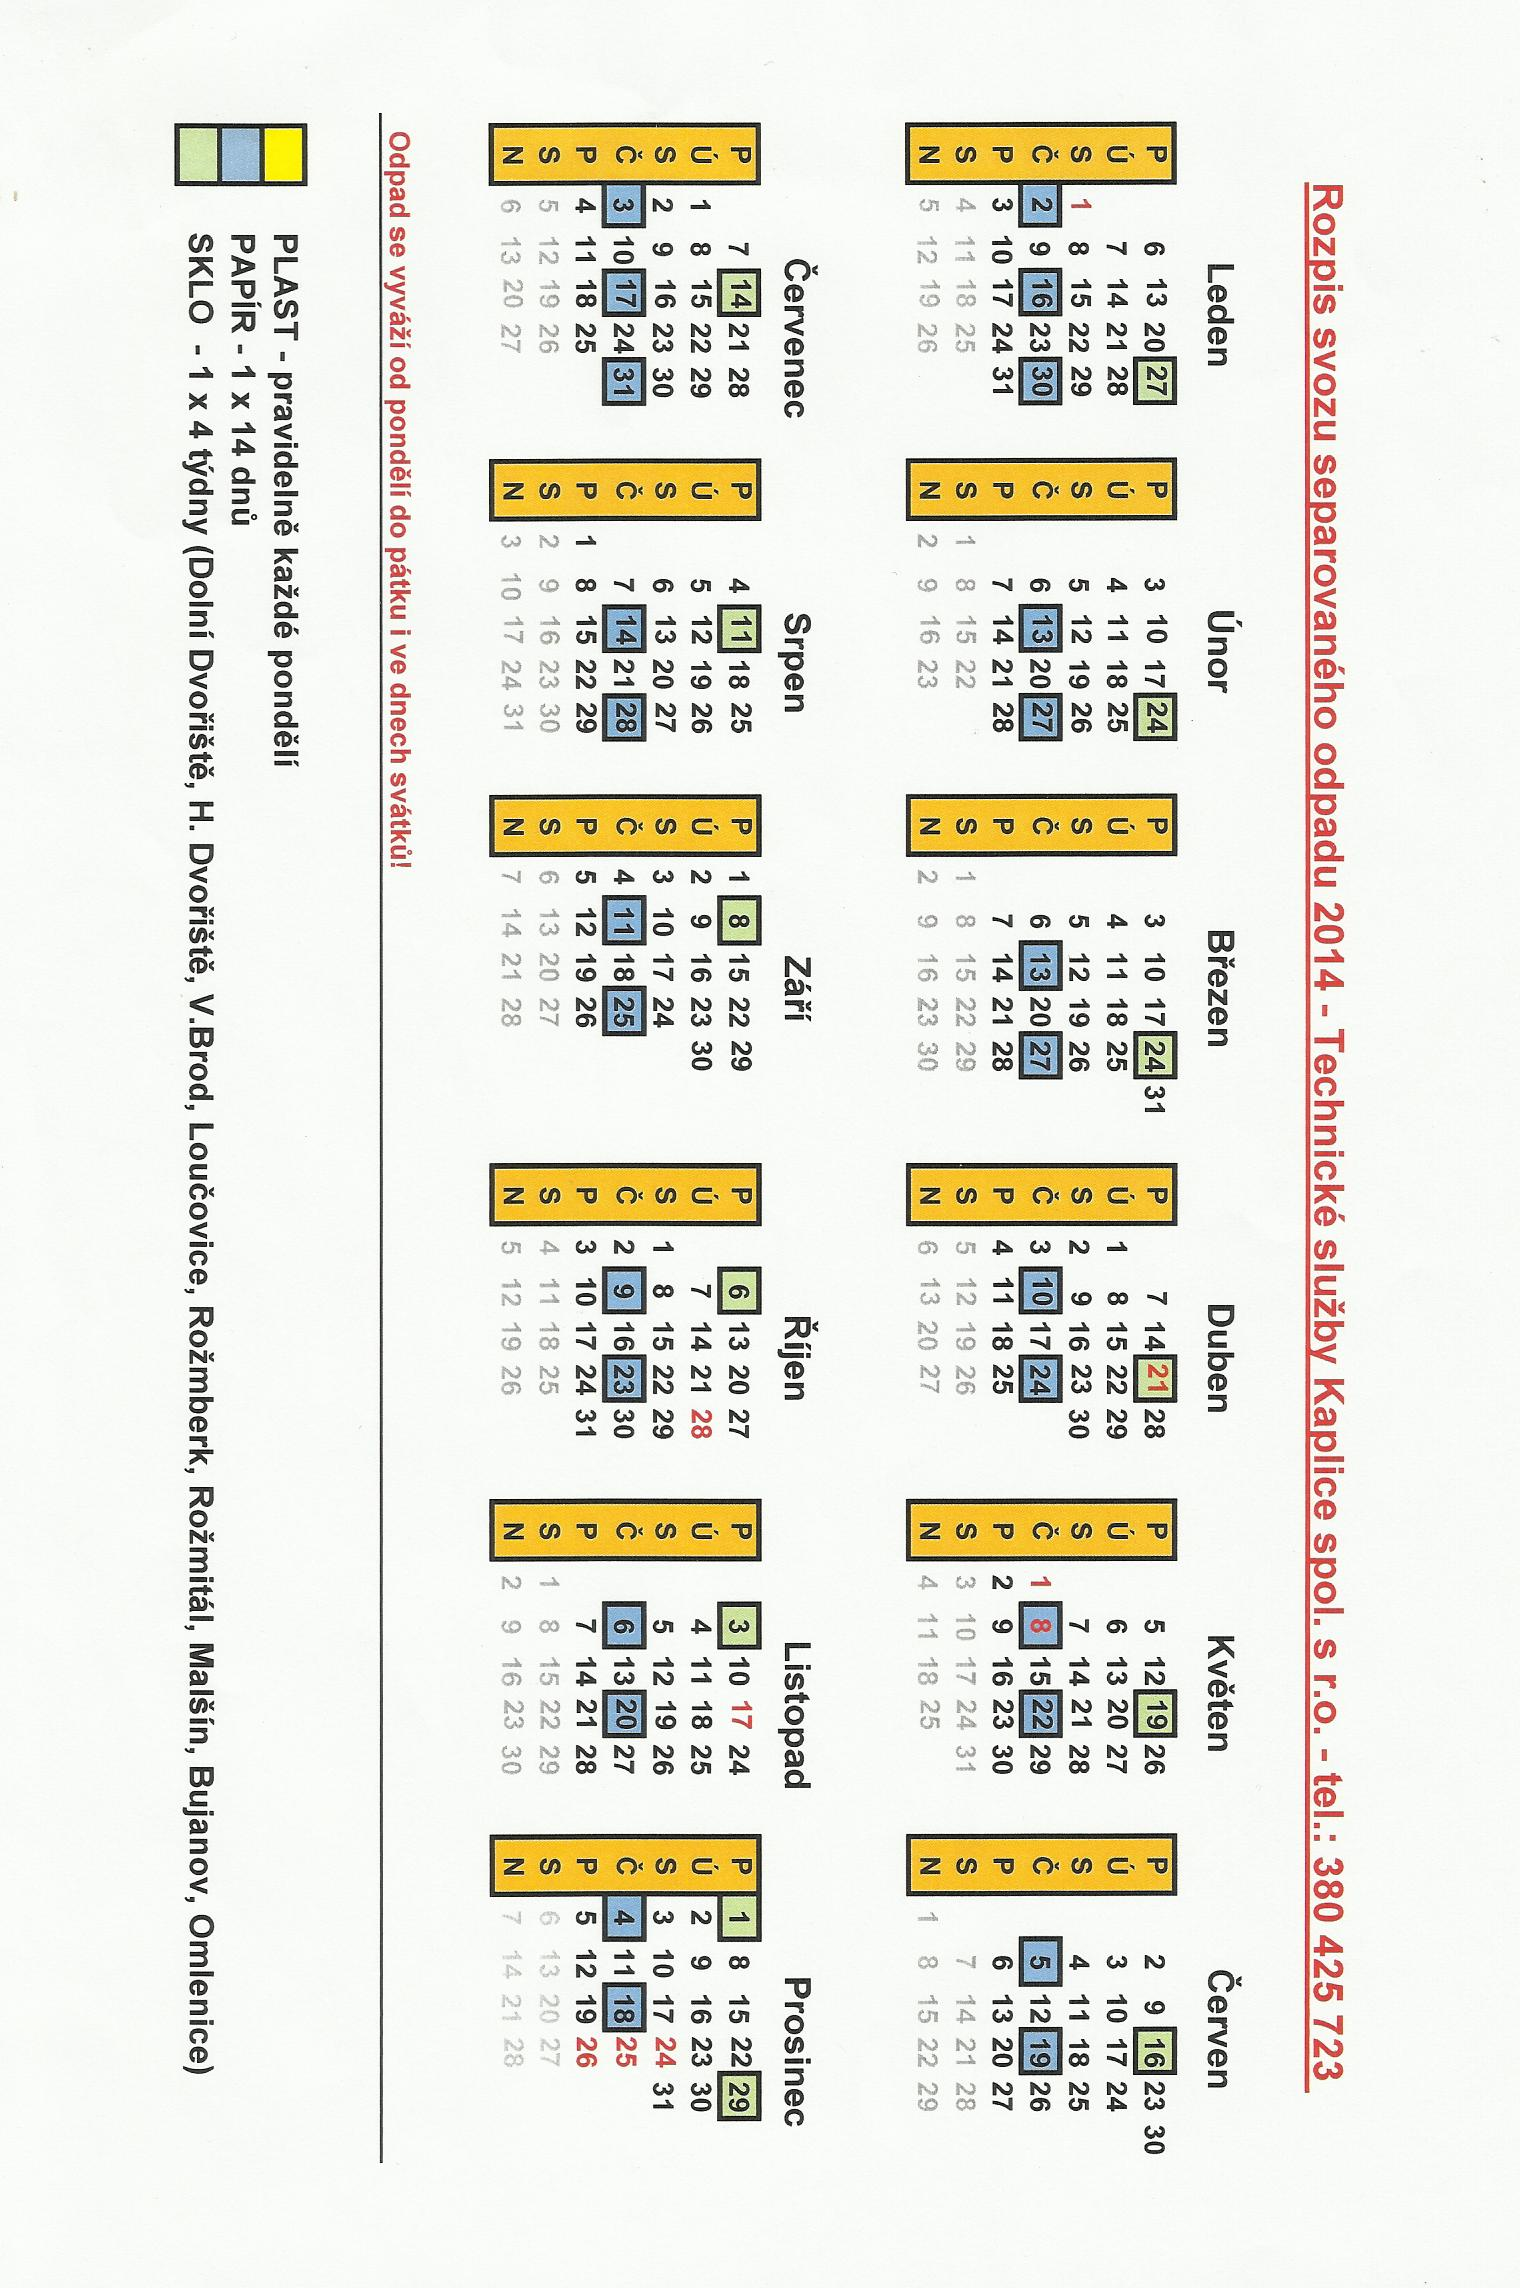 Rozpis svozu separovaného odpadu 2014 - Technické služby Kaplice spol. s r.o. - tel.: 380 425 723
Leden
P 6 13 20 27
Ú 7 14 21 28
S 1 8 15 22 29
Č 2 9 16 23 30
P 3 10 17 24 31
S 4 11 18 25
N 5 12 19 26
Únor
P 3 10 17 24
Ú 4 11 18 25
S 5 12 19 26
Č 6 13 20 27
P 7 14 21 28
S 1 8 15 22
N 2 9 16 23
Březen
P 3 10 17 24 31
Ú 4 11 18 25
S 5 12 19 26
Č 6 13 20 27
P 7 14 21 28
S 1 8 15 22 29
N 2 9 16 23 30
Duben
P 7 14 21 28
Ú 1 8 15 22 29
S 2 9 16 23 30
Č 3 10 17 24
P 4 11 18 25
S 5 12 19 26
N 6 13 20 27
Květen
P 5 12 19 26
Ú 6 13 20 27
S 7 14 21 28
Č 1 8 15 22 29
P 2 9 16 23 30
S 3 10 17 24 31
N 4 11 18 25
Červen
P 2 9 16 23 30
Ú 3 10 17 24
S 4 11 18 25
Č 5 12 19 26
P 6 13 20 27
S 7 14 21 28
N 1 8 15 22 29
Červenec
P 7 14 21 28
Ú 1 8 15 22 29
S 2 9 16 23 30
Č 3 10 17 24 31
P 4 11 18 25
S 5 12 19 26
N 6 13 20 27
Srpen
P 4 11 18 25
Ú 5 12 19 26
S 6 13 20 27
Č 7 14 21 28
P 1 8 15 22 29
S 2 9 16 23 30
N 3 10 17 24 31
Září
P 1 8 15 22 29
Ú 2 9 16 23 30
S 3 10 17 24
Č 4 11 18 25
P 5 12 19 26
S 6 13 20 27
N 7 14 21 28
Říjen
P 6 13 20 27
Ú 7 14 21 28
S 1 8 15 22 29
Č 2 9 16 23 30
P 3 10 17 24 31
S 4 11 18 25
N 5 12 19 26
Listopad
P 3 10 17 24
Ú 4 11 18 25
S 5 12 19 26
Č 6 13 20 27
P 7 14 21 28
S 1 8 15 22 29
N 2 9 16 23 30
Prosinec
P 1 8 15 22 29
Ú 2 9 16 23 30
S 3 10 17 24 31
Č 4 11 18 25
P 5 12 19 26
S 6 13 20 27
N 7 14 21 28
Odpad se vyváží od pondělí do pátku i ve dnech svátků!
PLAST - pravidelně každé pondělí
PAPÍR - 1 x 14 dnů
SKLO - 1 x 4 týdny (Dolní Dvořiště, H. Dvořiště, V.Brod, Loučovice, Rožmberk, Rožmitál, Malšín, Bujanov, Omlenice)